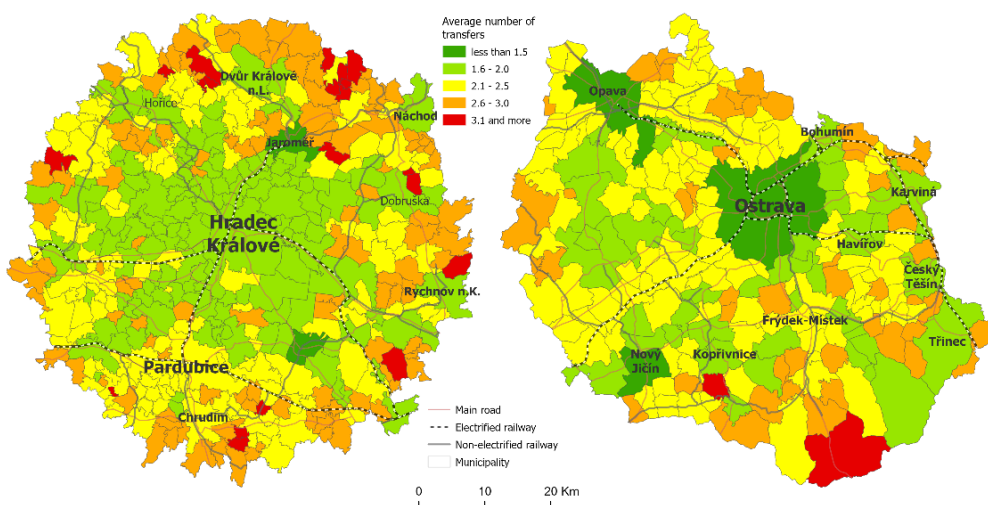 Average number of
transfers
less than 1.5
1.6 - 2.0
2.1 - 2.5
2.6 - 3.0
3.1 and more
Dvůr Králové
n.L.
Hořice
Náchod
Jaroměř
Dobruška
Hradec
Králové
Rychnov n.K.
Pardubice
Chrudim
Opava
Bohumín
Karviná
Ostrava
Havířov
Český
Těšín
Frýdek-Místek
Třinec
Nový
Jičín
Kopřivnice
Main road
Electrified railway
Non-electrified railway
Municipality
0 10 20 Km